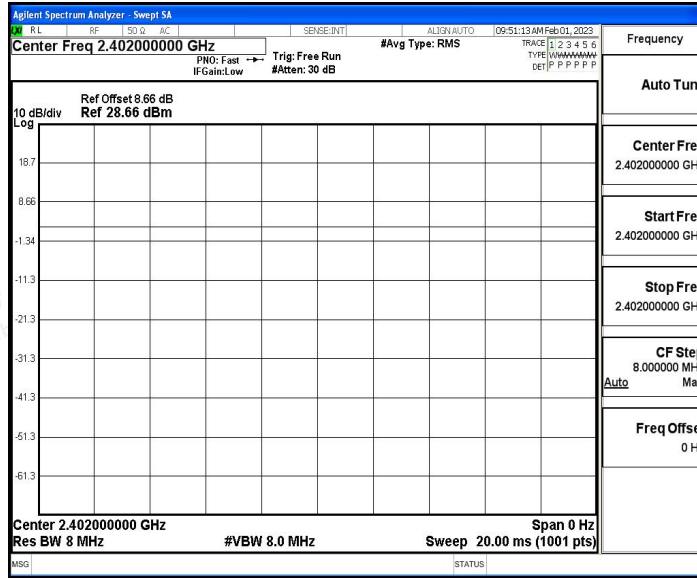 Agilent Spectrum Analyzer - Swept SA
LXI RL RF 50 Ω AC SENSE:INT ALIGN AUTO 09:51:13 AM Feb 01, 2023
Center Freq 2.402000000 GHz
PNO: Fast
IFGain:Low
Trig: Free Run
#Atten: 30 dB
#Avg Type: RMS
TRACE 1 2 3 4 5 6
TYPE WWWWWW
DET P P P P P P
Ref Offset 8.66 dB
10 dB/div Ref 28.66 dBm
Log
18.7
8.66
-1.34
-11.3
-21.3
-31.3
-41.3
-51.3
-61.3
Center 2.402000000 GHz Span 0 Hz
Res BW 8 MHz #VBW 8.0 MHz Sweep 20.00 ms (1001 pts)
MSG STATUS
Frequency
Auto Tun
Center Fre
2.402000000 GH
Start Fre
2.402000000 GH
Stop Fre
2.402000000 GH
CF Ste
8.000000 MH
Auto Ma
Freq Offse
0 H